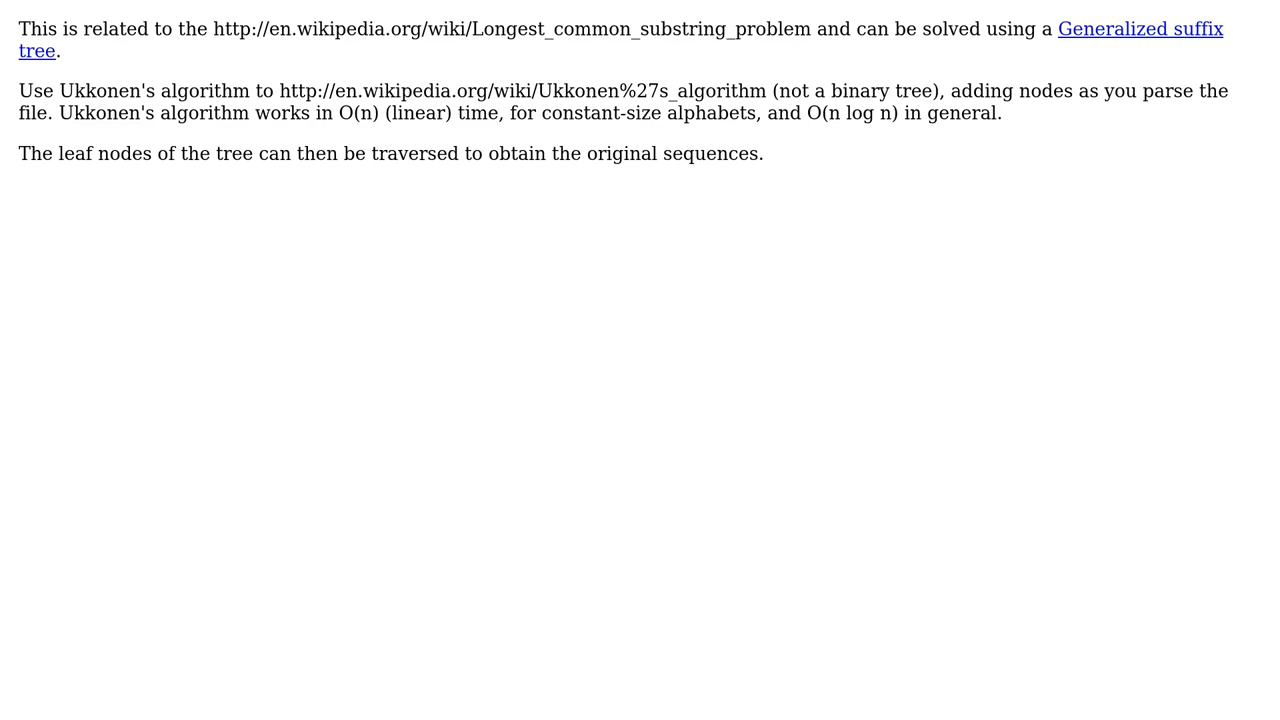 This is related to the http://en.wikipedia.org/wiki/Longest_common_substring_problem and can be solved using a Generalized suffix
tree.
Use Ukkonen's algorithm to http://en.wikipedia.org/wiki/Ukkonen%27s_algorithm (not a binary tree), adding nodes as you parse the
file. Ukkonen's algorithm works in O(n) (linear) time, for constant-size alphabets, and O(n log n) in general.
The leaf nodes of the tree can then be traversed to obtain the original sequences.